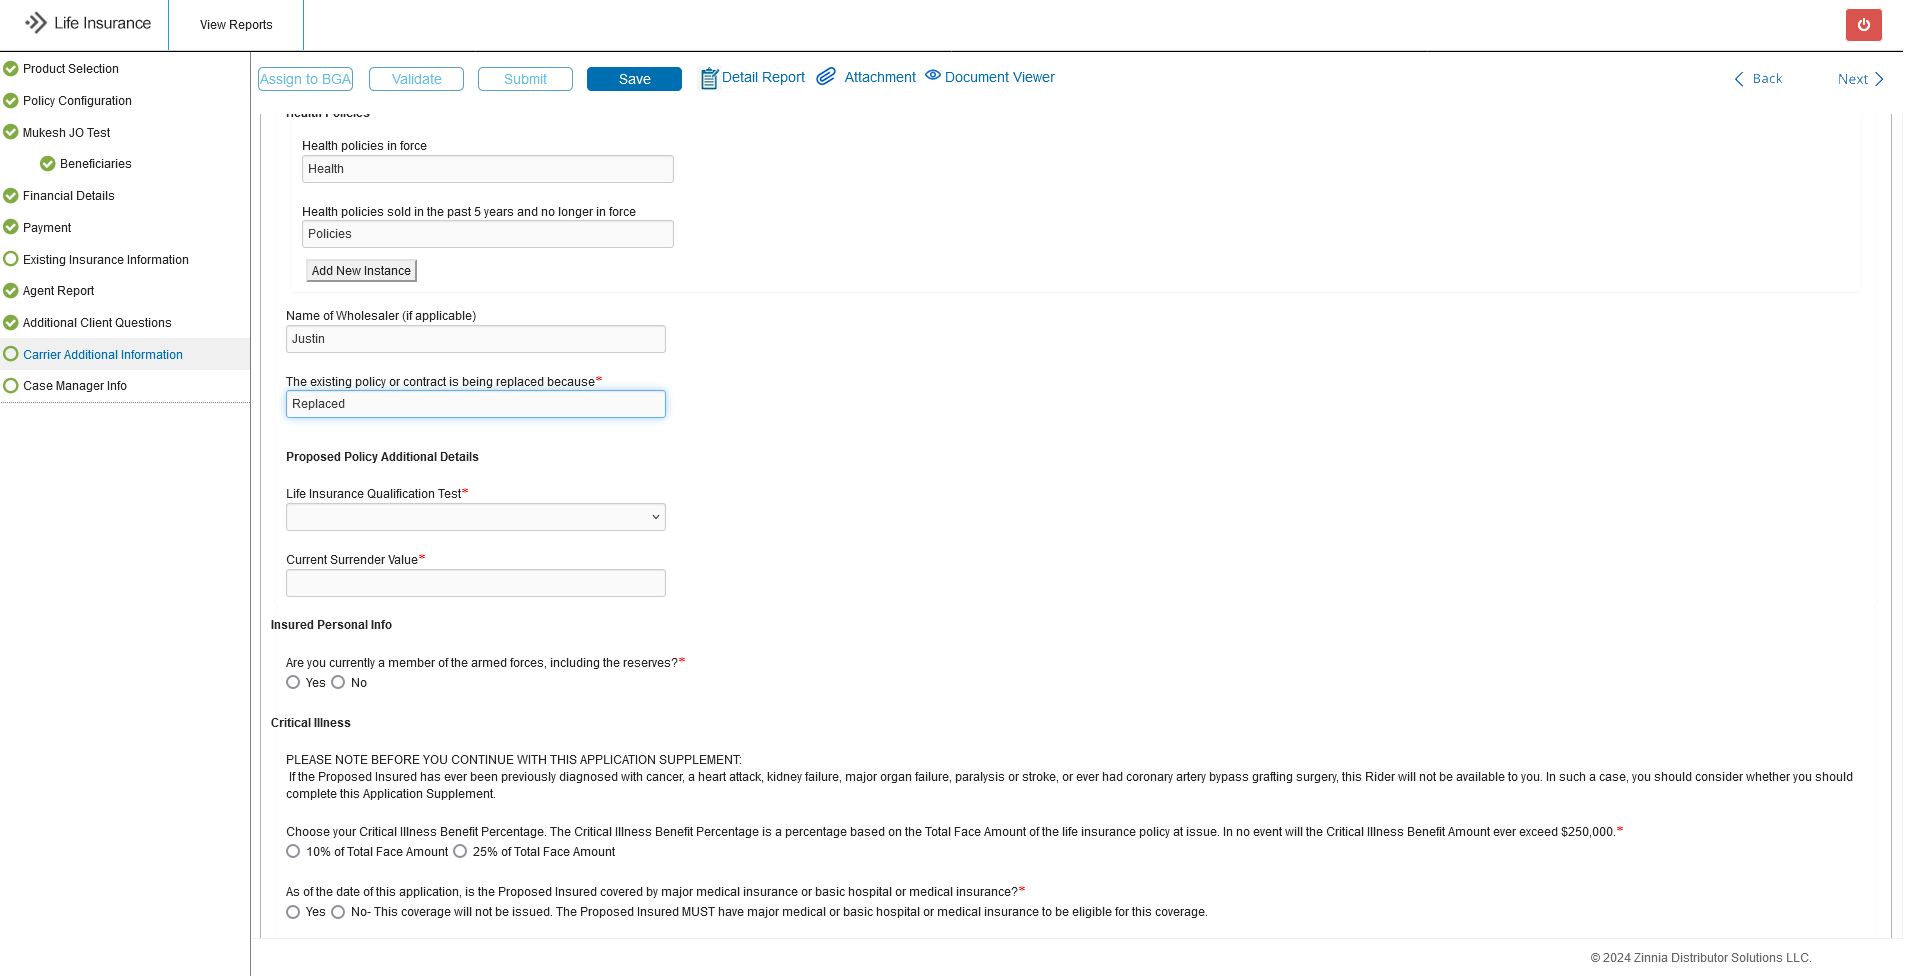 Life Insurance
View Reports
Product Selection
Policy Configuration
Mukesh JO Test
Beneficiaries
Financial Details
Payment
Existing Insurance Information
Agent Report
Additional Client Questions
Carrier Additional Information
Case Manager Info
Assign to BGA
Validate
Submit
Save
Detail Report
Attachment
Document Viewer
Back
Next
Health Policies
Health policies in force
Health
Health policies sold in the past 5 years and no longer in force
Policies
Add New Instance
Name of Wholesaler (if applicable)
Justin
The existing policy or contract is being replaced because*
Replaced
Proposed Policy Additional Details
Life Insurance Qualification Test*
Current Surrender Value*
Insured Personal Info
Are you currently a member of the armed forces, including the reserves?*
Yes No
Critical Illness
PLEASE NOTE BEFORE YOU CONTINUE WITH THIS APPLICATION SUPPLEMENT:
If the Proposed Insured has ever been previously diagnosed with cancer, a heart attack, kidney failure, major organ failure, paralysis or stroke, or ever had coronary artery bypass grafting surgery, this Rider will not be available to you. In such a case, you should consider whether you should
complete this Application Supplement.
Choose your Critical Illness Benefit Percentage. The Critical Illness Benefit Percentage is a percentage based on the Total Face Amount of the life insurance policy at issue. In no event will the Critical Illness Benefit Amount ever exceed $250,000.*
10% of Total Face Amount 25% of Total Face Amount
As of the date of this application, is the Proposed Insured covered by major medical insurance or basic hospital or medical insurance?*
Yes No- This coverage will not be issued. The Proposed Insured MUST have major medical or basic hospital or medical insurance to be eligible for this coverage.
© 2024 Zinnia Distributor Solutions LLC.